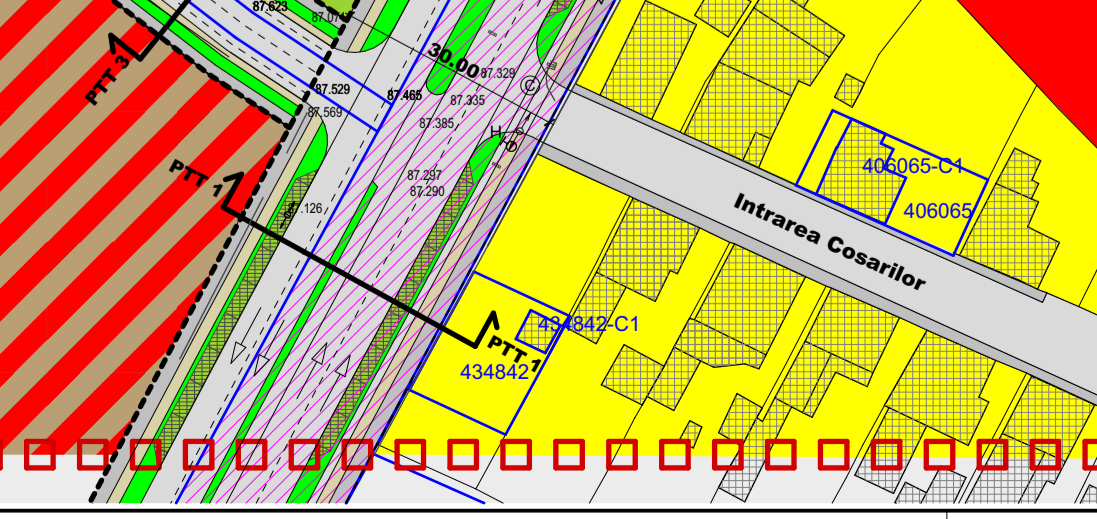 87.623
87.07
30.00
87.329
C
PTT 3
87.529
87.465
87.335
87.569
87.385
H
406065-C1
PTT 1
87.297
87.290
406065
7.126
Intrarea Cosarilor
434842-C1
PTT 1
434842